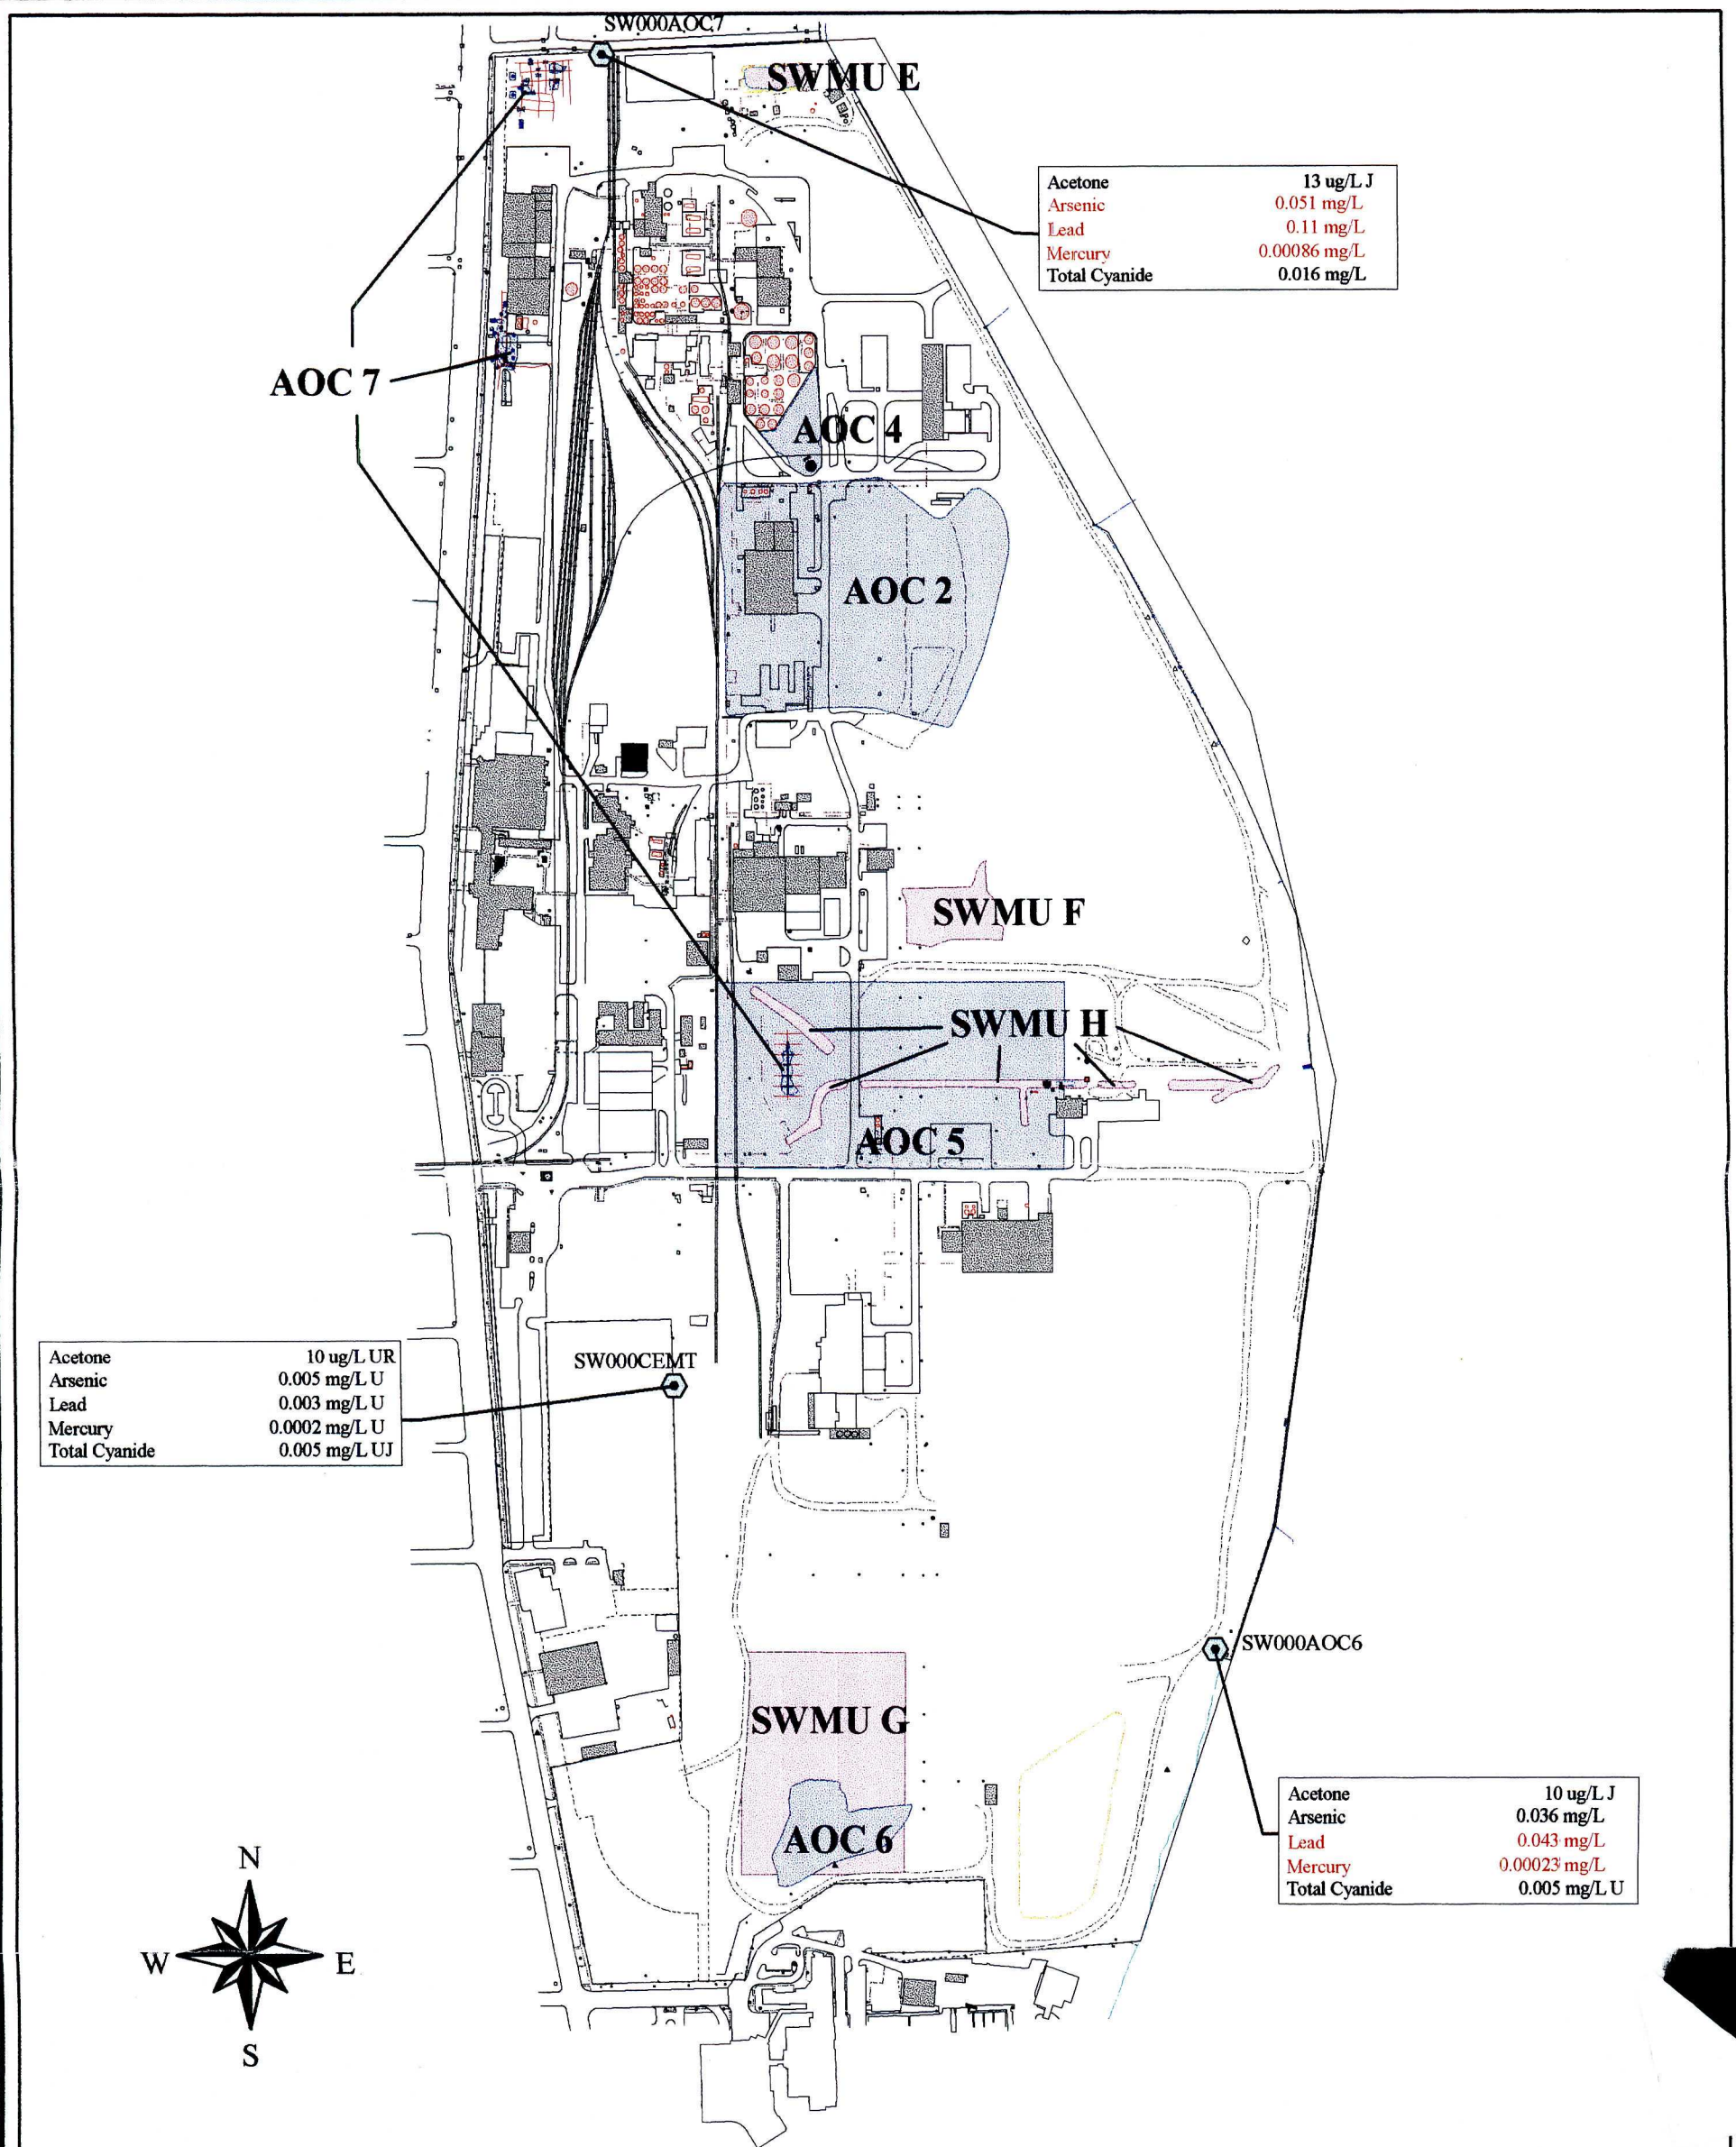 SW000AOC7
SWMU E
Acetone 13 ug/L J
Arsenic 0.051 mg/L
Lead 0.11 mg/L
Mercury 0.00086 mg/L
Total Cyanide 0.016 mg/L
AOC 7
AOC 4
AOC 2
SWMU F
SWMU H
AOC 5
Acetone 10 ug/L UR
Arsenic 0.005 mg/L U
Lead 0.003 mg/L U
Mercury 0.0002 mg/L U
Total Cyanide 0.005 mg/L UJ
SW000CEMT
SW000AOC6
SWMU G
Acetone 10 ug/L J
Arsenic 0.036 mg/L
Lead 0.043 mg/L
Mercury 0.00023 mg/L
Total Cyanide 0.005 mg/L U
AOC 6
N
W E
S